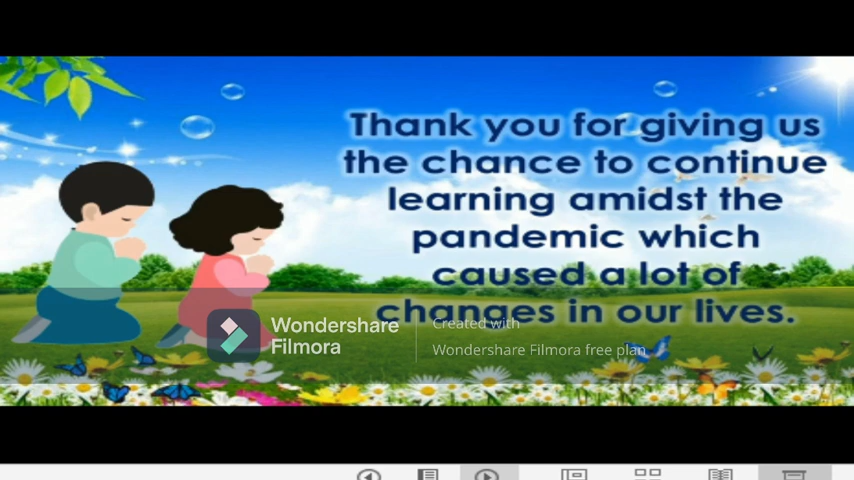 Thank you for giving us
the chance to continue
learning amidst the
pandemic which
caused a lot of
changes in our lives.
Wondershare
Filmora
Created with
Wondershare Filmora free plan